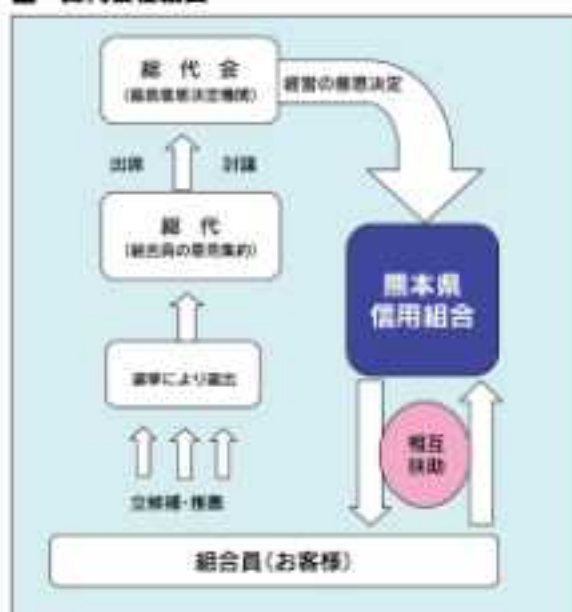 総代会
(最高意思決定機関)
経営の意思決定
出席 討議
総代
(組合員の意見集約)
熊本県
信用組合
選挙により選出
相互
扶助
立候補・推薦
組合員(お客様)